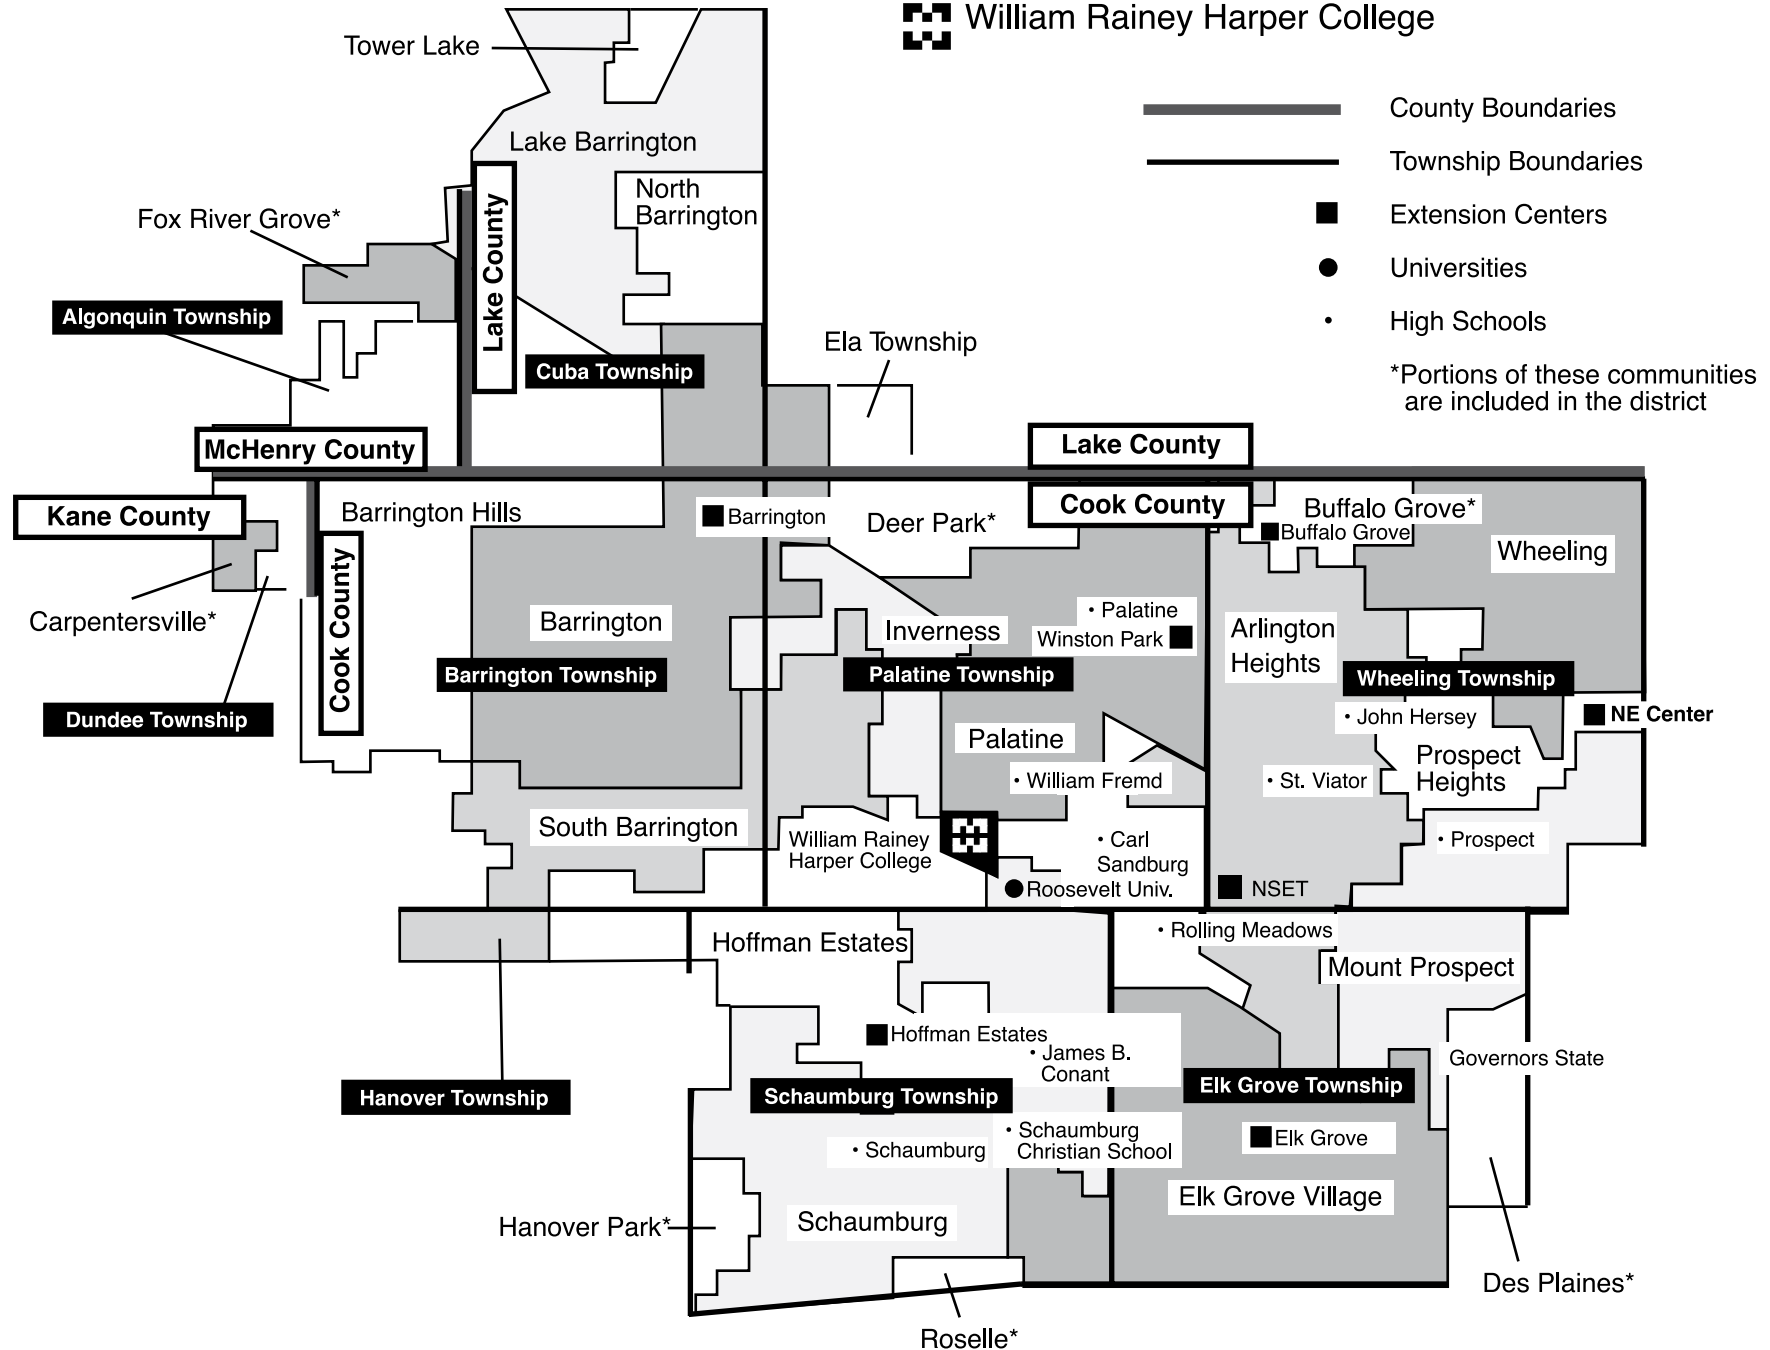 William Rainey Harper College
Tower Lake
County Boundaries
Lake Barrington
Township Boundaries
North
Barrington
Extension Centers
Fox River Grove*
Lake County
Universities
Algonquin Township
High Schools
Ela Township
Cuba Township
*Portions of these communities
are included in the district
McHenry County
Lake County
Kane County
Barrington Hills
Barrington
Deer Park*
Cook County
Buffalo Grove*
Buffalo Grove
Wheeling
Carpentersville*
Cook County
Barrington
Inverness
Palatine
Winston Park
Arlington
Heights
Barrington Township
Palatine Township
Wheeling Township
Dundee Township
John Hersey
NE Center
Palatine
Prospect
Heights
William Fremd
St. Viator
South Barrington
William Rainey
Harper College
Carl
Sandburg
Prospect
Roosevelt Univ.
NSET
Hoffman Estates
Rolling Meadows
Mount Prospect
Hoffman Estates
James B.
Conant
Governors State
Hanover Township
Schaumburg Township
Elk Grove Township
Schaumburg
Schaumburg
Christian School
Elk Grove
Elk Grove Village
Hanover Park*
Schaumburg
Des Plaines*
Roselle*